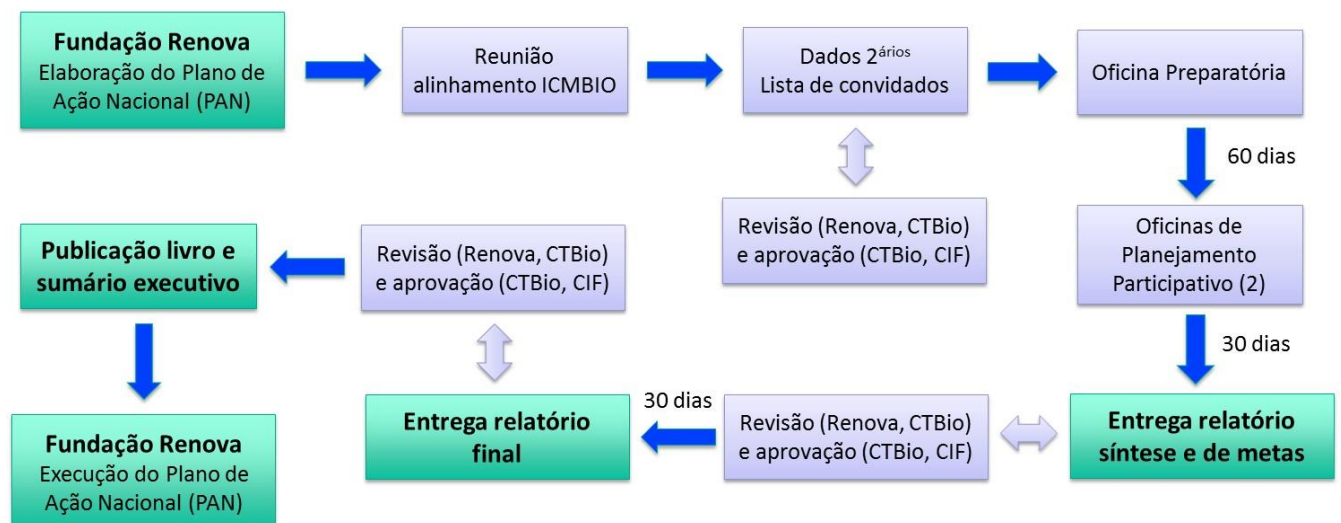 Fundação Renova
Elaboração do Plano de
Ação Nacional (PAN)
Reunião
alinhamento ICMBIO
Dados 2ários
Lista de convidados
Oficina Preparatória
60 dias
Revisão (Renova, CTBio)
e aprovação (CTBio, CIF)
Oficinas de
Planejamento
Participativo (2)
30 dias
Entrega relatório
síntese e de metas
Revisão (Renova, CTBio)
e aprovação (CTBio, CIF)
30 dias
Entrega relatório
final
Revisão (Renova, CTBio)
e aprovação (CTBio, CIF)
Publicação livro e
sumário executivo
Fundação Renova
Execução do Plano de
Ação Nacional (PAN)